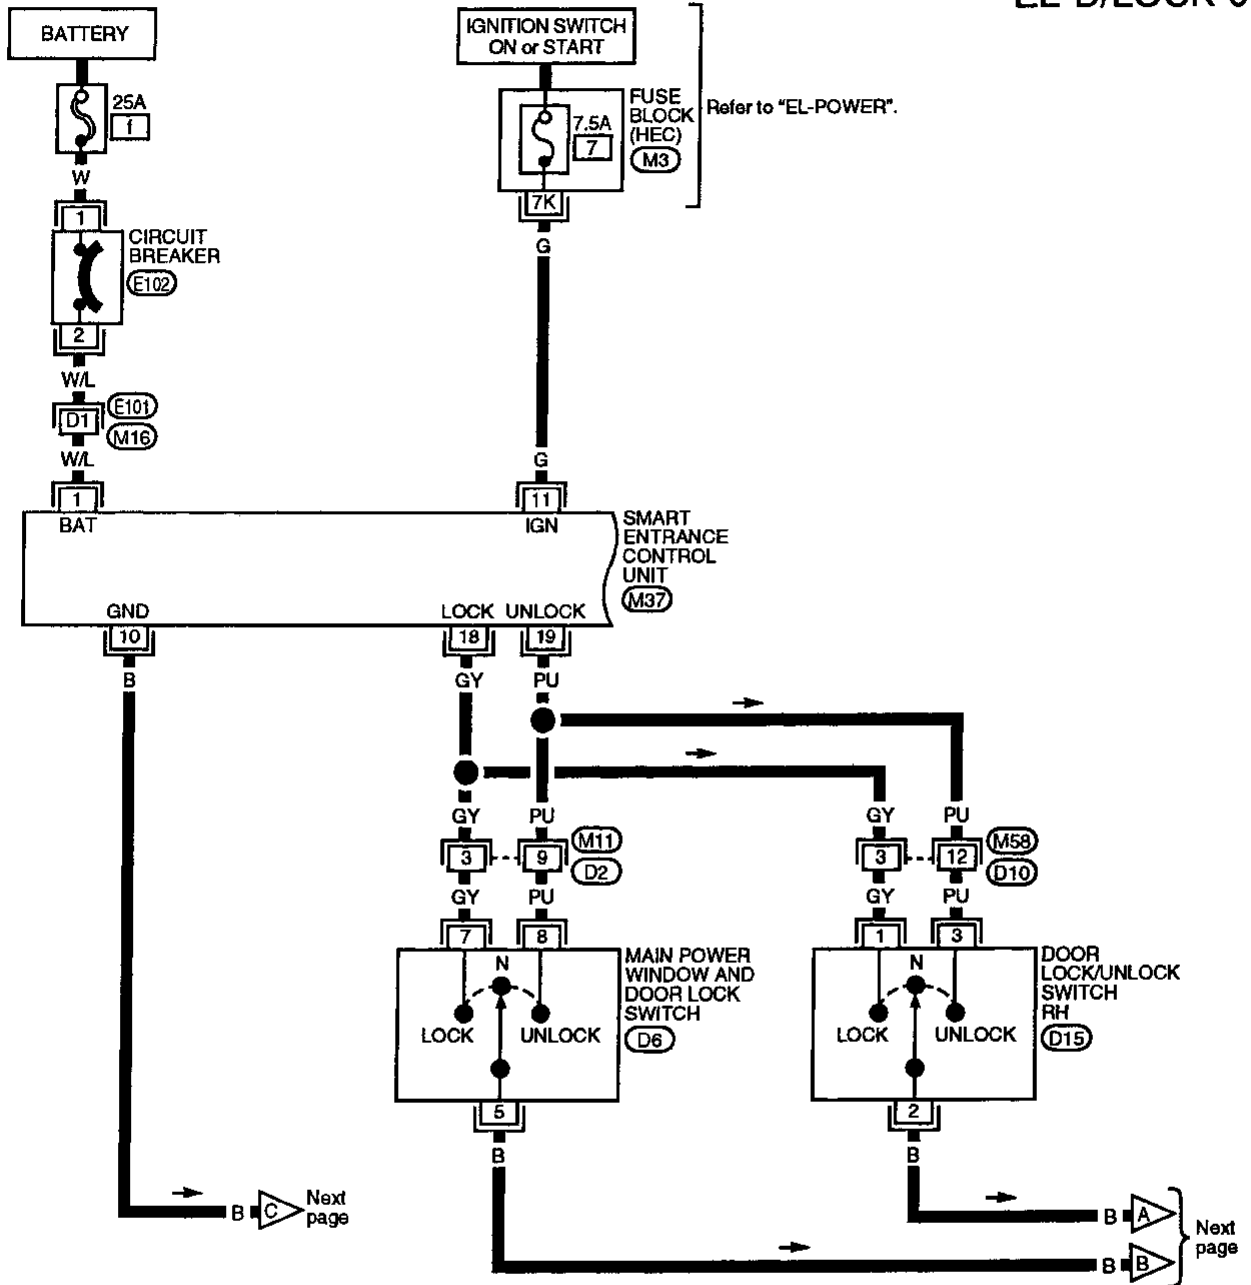 BATTERY
IGNITION SWITCH
ON or START
25A
f
FUSE
BLOCK
(HEC)
M3
Refer to "EL-POWER".
7.5A
7
W
1
7K
CIRCUIT
BREAKER
E102
G
2
W/L
D1
E101
M16
W/L
G
1
11
BAT
IGN
SMART
ENTRANCE
CONTROL
UNIT
M37
GND
LOCK UNLOCK
10
18
19
B
GY
PU
GY
PU
GY
PU
3
9
M11
D2
3
12
M58
D10
GY
PU
GY
PU
7
8
1
3
N
LOCK
UNLOCK
MAIN POWER
WINDOW AND
DOOR LOCK
SWITCH
D6
N
LOCK
UNLOCK
DOOR
LOCK/UNLOCK
SWITCH
RH
D15
5
2
B
B
B
C
Next
page
B
A
B
B
Next
page